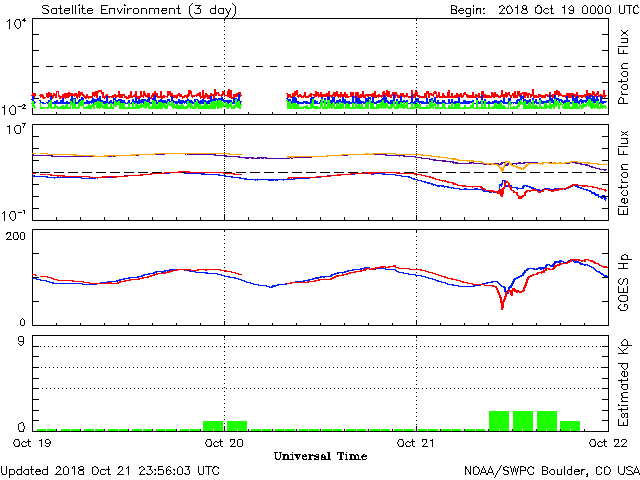 Satellite Environment (3 day)
Begin: 2018 Oct 19 0000 UTC
10^4
10^-2
Proton Flux
10^7
10^-1
Electron Flux
200
0
GOES Hp
9
0
Estimated Kp
Oct 19
Oct 20
Oct 21
Oct 22
Universal Time
Updated 2018 Oct 21 23:56:03 UTC
NOAA/SWPC Boulder, CO USA